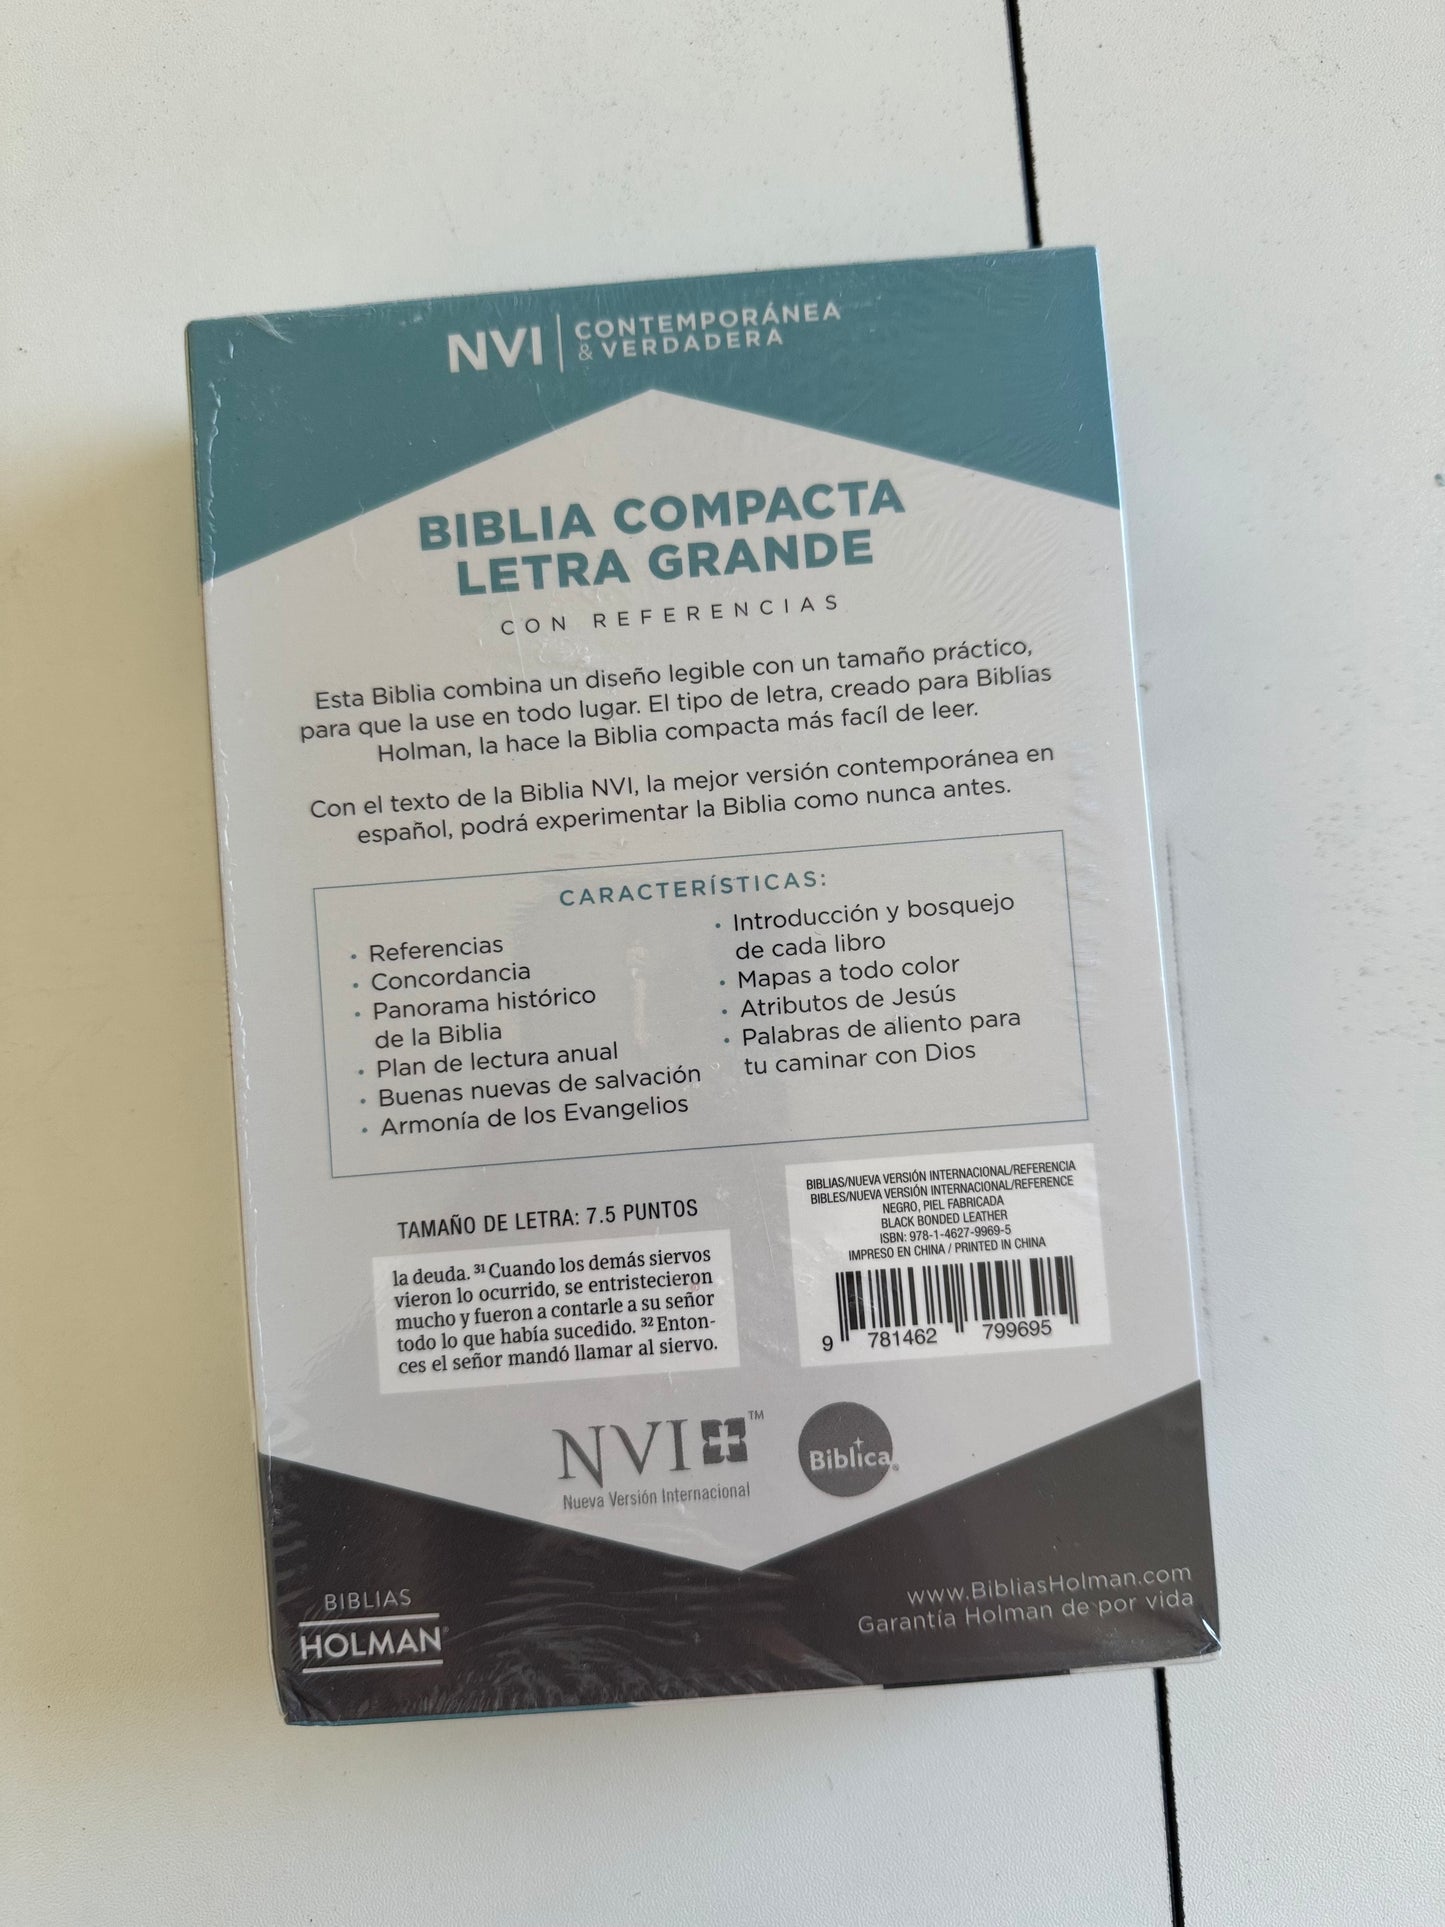 NVI
CONTEMPORÁNEA
& VERDADERA
BIBLIA COMPACTA
LETRA GRANDE
CON REFERENCIAS
Esta Biblia combina un diseño legible con un tamaño práctico,
para que la use en todo lugar. El tipo de letra, creado para Biblias
Holman, la hace la Biblia compacta más facíl de leer.
Con el texto de la Biblia NVI, la mejor versión contemporánea en
español, podrá experimentar la Biblia como nunca antes.
CARACTERÍSTICAS:
• Referencias
• Concordancia
• Panorama histórico
de la Biblia
• Plan de lectura anual
• Buenas nuevas de salvación
• Armonía de los Evangelios
• Introducción y bosquejo
de cada libro
• Mapas a todo color
• Atributos de Jesús
• Palabras de aliento para
tu caminar con Dios
TAMAÑO DE LETRA: 7.5 PUNTOS
la deuda. ³¹ Cuando los demás siervos
vieron lo ocurrido, se entristecieron
mucho y fueron a contarle a su señor
todo lo que había sucedido. ³² Enton-
ces el señor mandó llamar al siervo.
BIBLIAS/NUEVA VERSIÓN INTERNACIONAL/REFERENCIA
BIBLES/NUEVA VERSIÓN INTERNACIONAL/REFERENCE
NEGRO, PIEL FABRICADA
BLACK BONDED LEATHER
ISBN: 978-1-4627-9969-5
IMPRESO EN CHINA / PRINTED IN CHINA
9 781462 799695
NVI ™
Nueva Versión Internacional
Biblica®
BIBLIAS
HOLMAN®
www.BibliasHolman.com
Garantía Holman de por vida